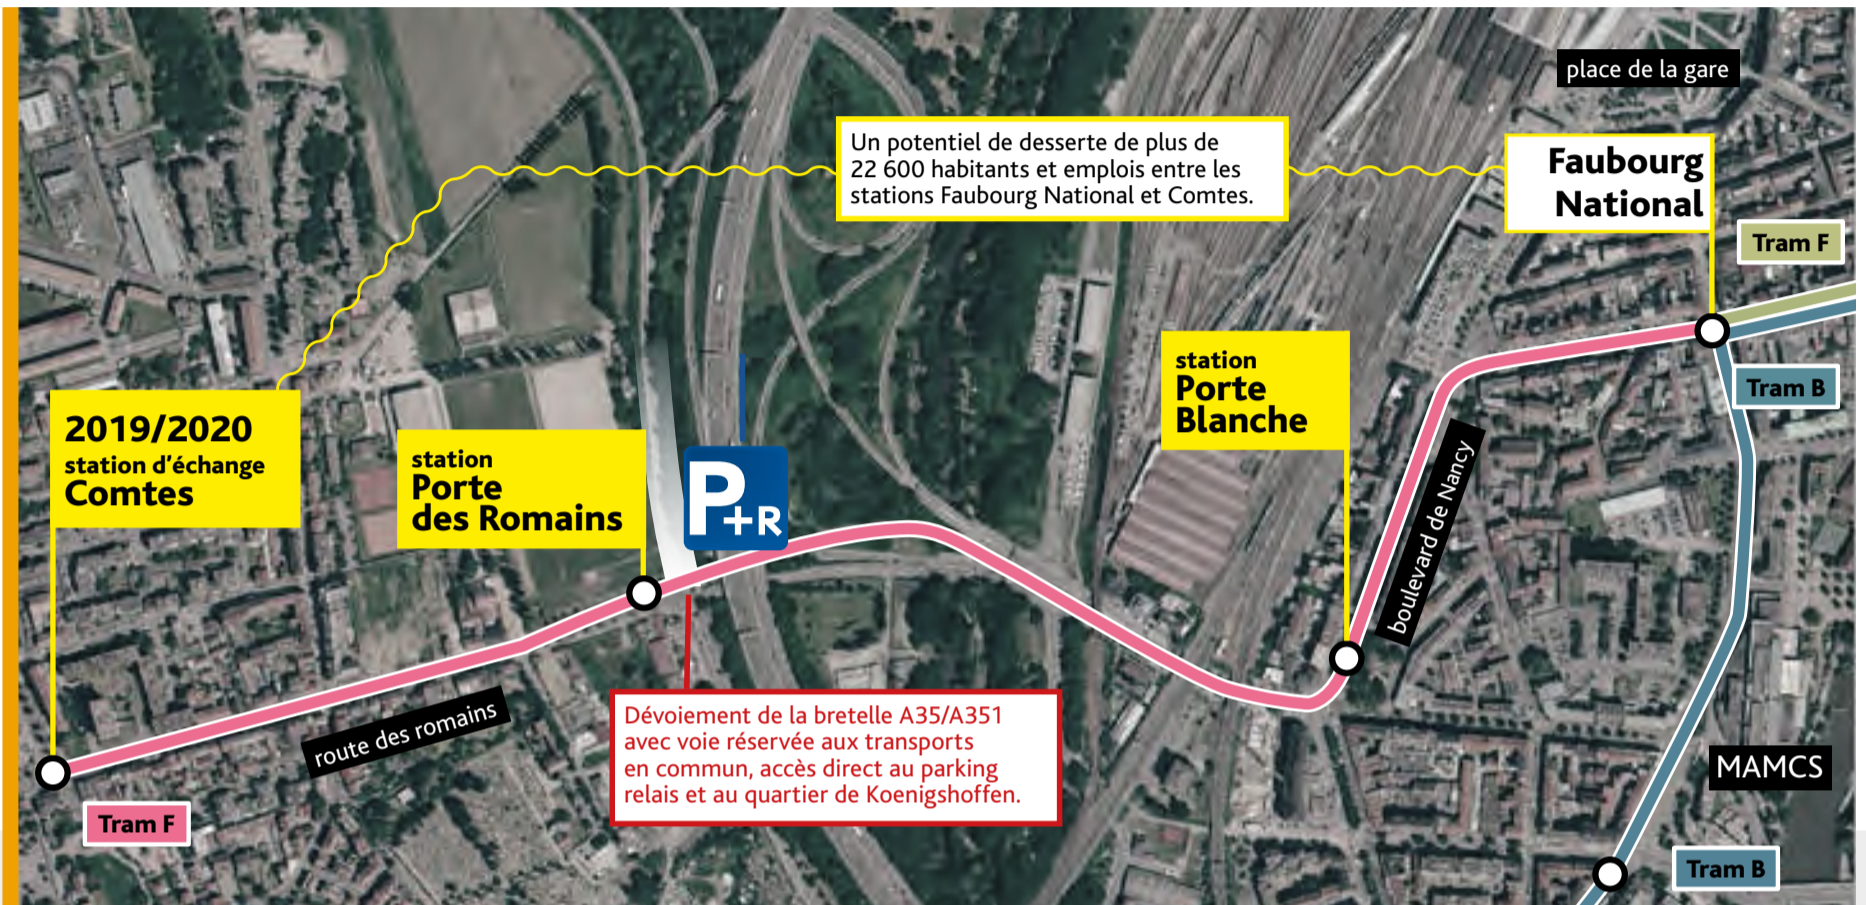 place de la gare
Un potentiel de desserte de plus de
22 600 habitants et emplois entre les
stations Faubourg National et Comtes.
Faubourg
National
Tram F
Tram B
station
Porte
Blanche
2019/2020
station d'échange
Comtes
station
Porte
des Romains
P+R
boulevard de Nancy
route des romains
Dévoiement de la bretelle A35/A351
avec voie réservée aux transports
en commun, accès direct au parking
relais et au quartier de Koenigshoffen.
MAMCS
Tram F
Tram B